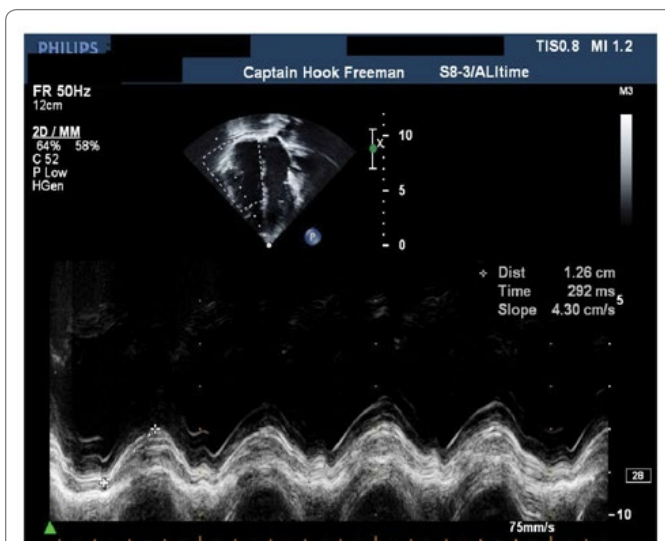 PHILIPS
TIS0.8 MI 1.2
Captain Hook Freeman S8-3/ALItime
FR 50Hz
12cm
M3
2D / MM
64% 58%
C 52
P Low
HGen
X
10
5
P
0
Dist 1.26 cm
Time 292 ms
Slope 4.30 cm/s
5
28
10
75mm/s